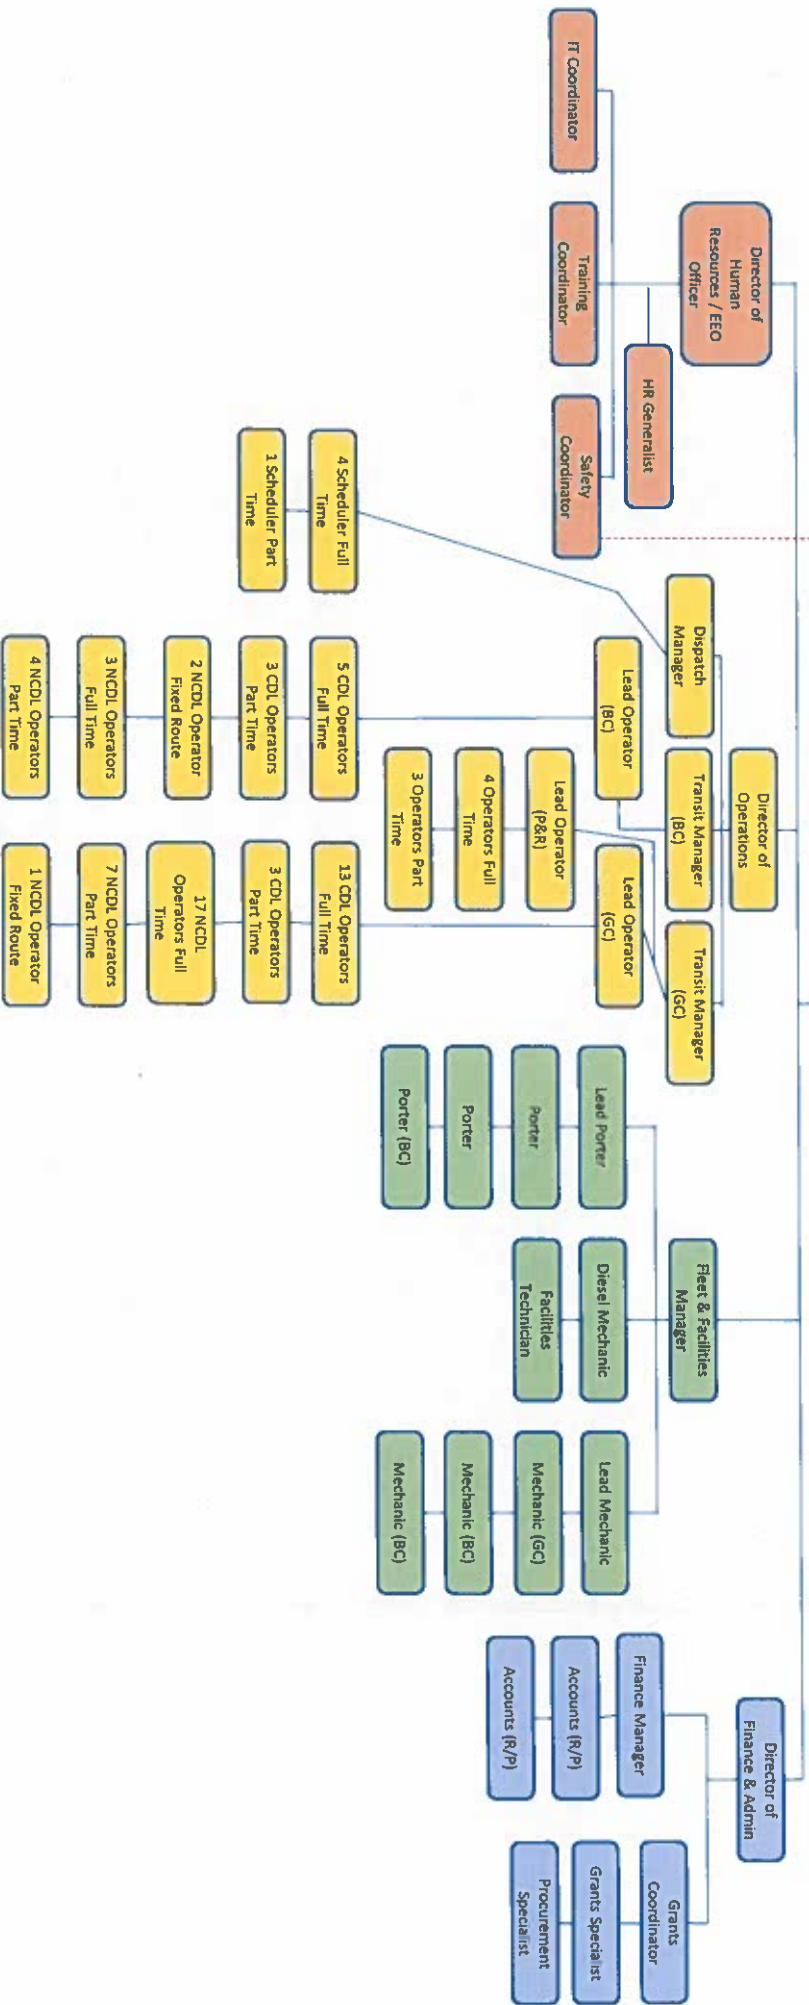 Director of
Human
Resources / EEO
Officer
HR Generalist
IT Coordinator
Training
Coordinator
Safety
Coordinator
Director of
Operations
Dispatch
Manager
Transit Manager
(BC)
Transit Manager
(GC)
Lead Operator
(BC)
Lead Operator
(GC)
Lead Operator
(P&R)
4 Operators Full
Time
3 Operators Part
Time
4 Scheduler Full
Time
1 Scheduler Part
Time
5 CDL Operators
Full Time
3 CDL Operators
Part Time
2 NCDL Operator
Fixed Route
3 NCDL Operators
Full Time
4 NCDL Operators
Part Time
13 CDL Operators
Full Time
3 CDL Operators
Part Time
17 NCDL
Operators Full
Time
7 NCDL Operators
Part Time
1 NCDL Operator
Fixed Route
Fleet & Facilities
Manager
Lead Porter
Porter
Porter
Porter (BC)
Diesel Mechanic
Facilities
Technician
Lead Mechanic
Mechanic (GC)
Mechanic (BC)
Mechanic (BC)
Director of
Finance & Admin
Finance Manager
Accounts (R/P)
Accounts (R/P)
Grants
Coordinator
Grants Specialist
Procurement
Specialist